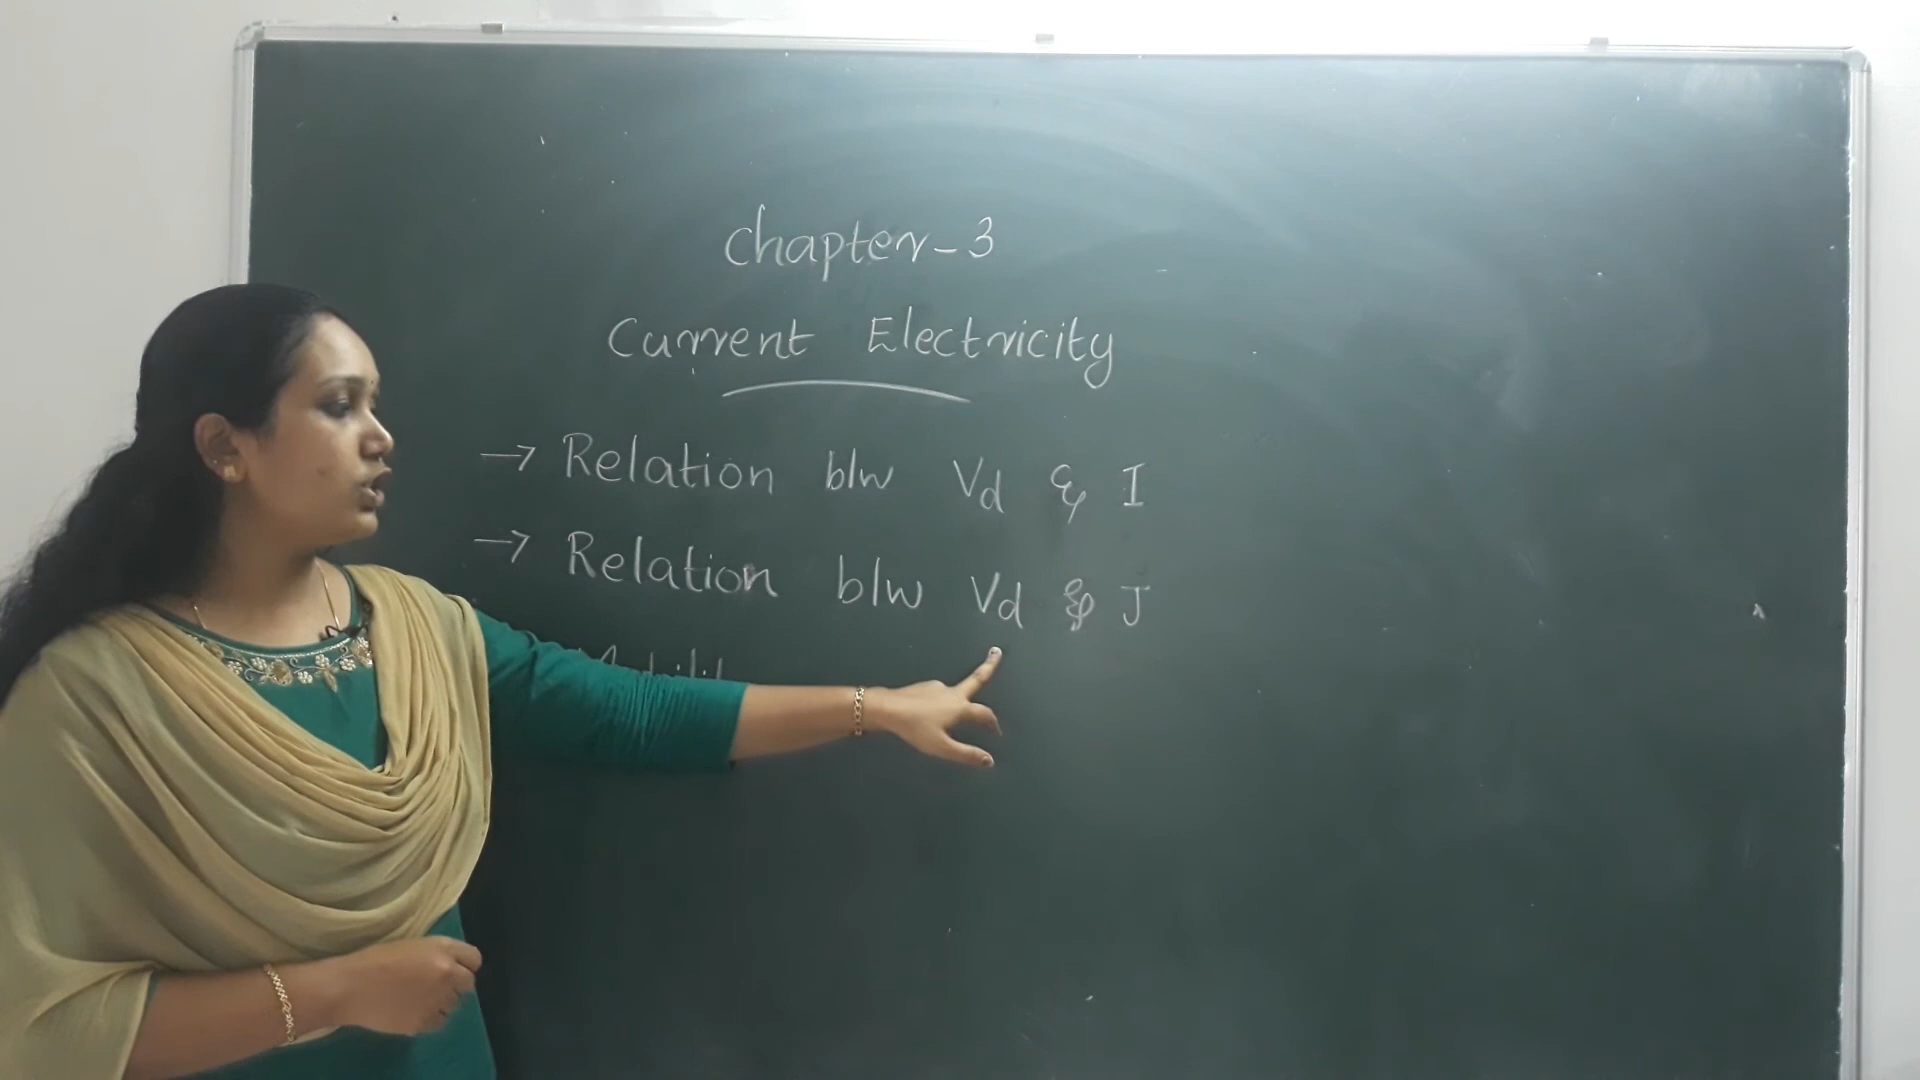 Chapter-3
Current Electricity
→ Relation b/w Vd & I
→ Relation b/w Vd & J